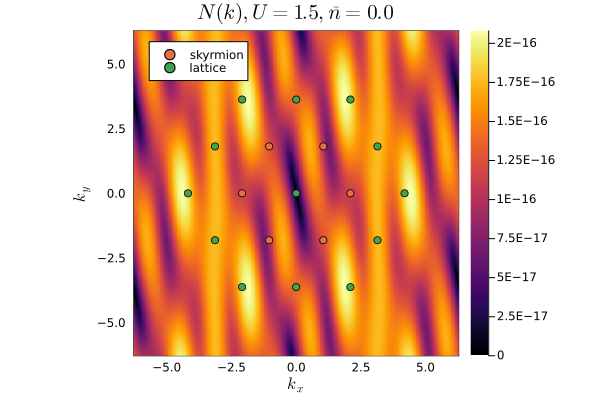 N(k), U = 1.5, n̄ = 0.0
skyrmion
lattice
5.0
2.5
0.0
−2.5
−5.0
k_y
−5.0 −2.5 0.0 2.5 5.0
k_x
2E−16
1.75E−16
1.5E−16
1.25E−16
1E−16
7.5E−17
5E−17
2.5E−17
0